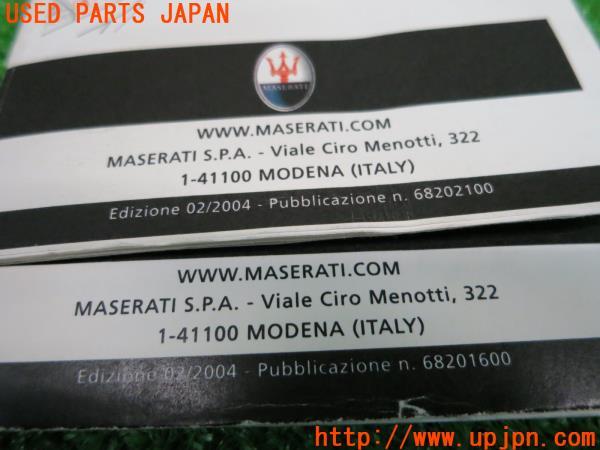 USED PARTS JAPAN
MASERATI
WWW.MASERATI.COM
MASERATI S.P.A. - Viale Ciro Menotti, 322
1-41100 MODENA (ITALY)
Edizione 02/2004 - Pubblicazione n. 68202100
WWW.MASERATI.COM
MASERATI S.P.A. - Viale Ciro Menotti, 322
1-41100 MODENA (ITALY)
Edizione 02/2004 - Pubblicazione n. 68201600
http://www.upjpn.com